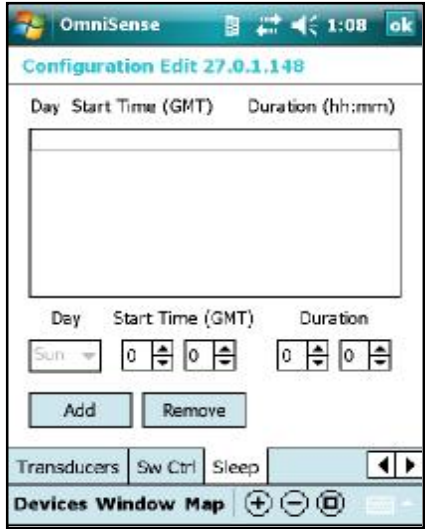 OmniSense 1:08 ok
Configuration Edit 27.0.1.148
Day Start Time (GMT) Duration (hh:mm)
Day Start Time (GMT) Duration
Sun 0 0 0 0
Add Remove
Transducers Sw Ctrl Sleep
Devices Window Map